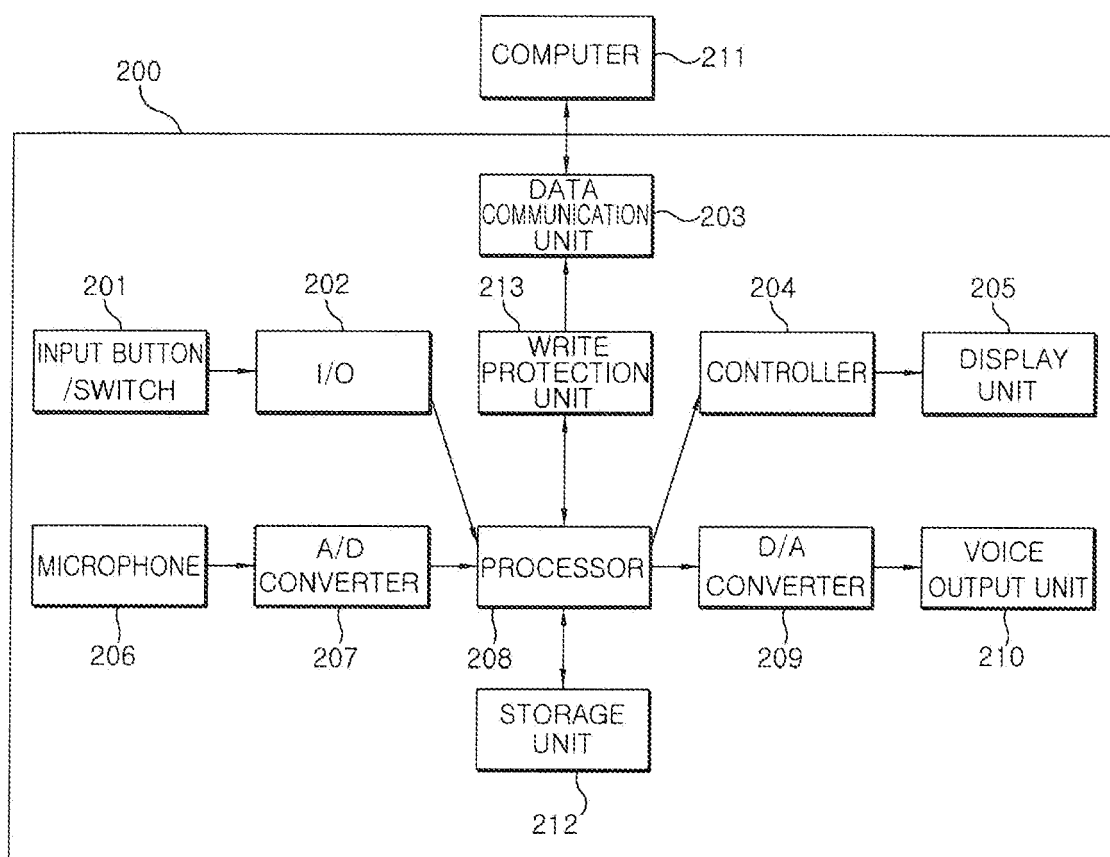 COMPUTER
211
200
DATA
COMMUNICATION
UNIT
203
201
202
213
204
205
INPUT BUTTON
/SWITCH
I/O
WRITE
PROTECTION
UNIT
CONTROLLER
DISPLAY
UNIT
MICROPHONE
A/D
CONVERTER
PROCESSOR
D/A
CONVERTER
VOICE
OUTPUT UNIT
206
207
208
209
210
STORAGE
UNIT
212